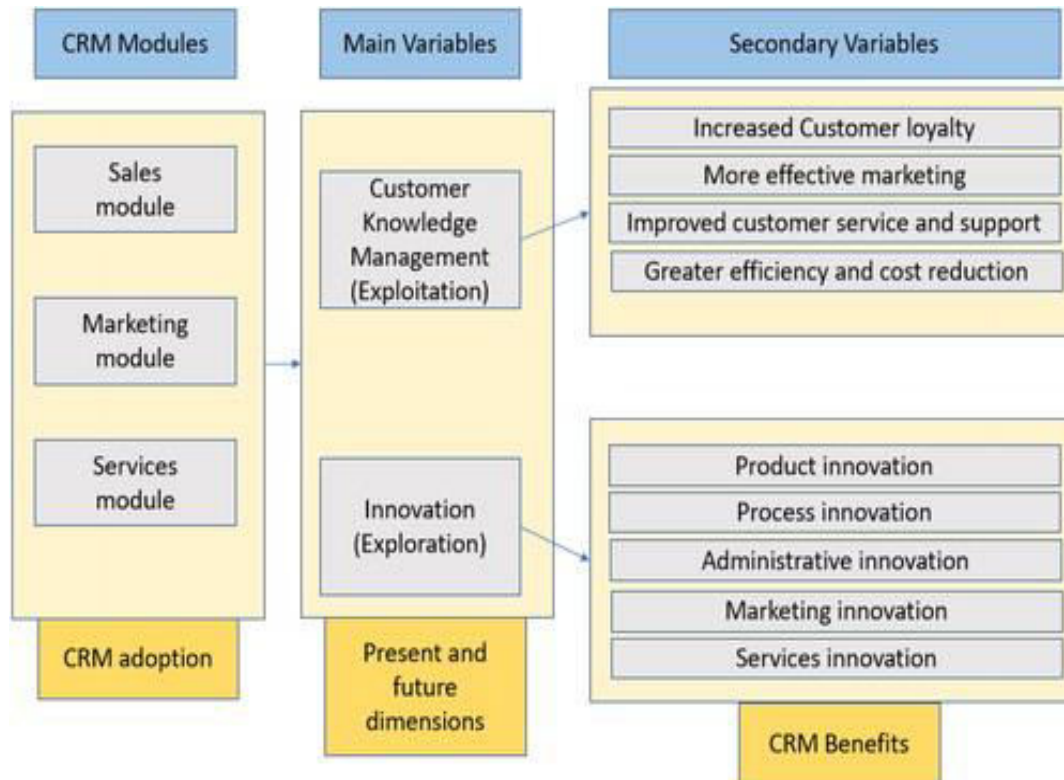 CRM Modules
Main Variables
Secondary Variables
Sales
module
Marketing
module
Services
module
CRM adoption
Customer
Knowledge
Management
(Exploitation)
Innovation
(Exploration)
Present and
future
dimensions
Increased Customer loyalty
More effective marketing
Improved customer service and support
Greater efficiency and cost reduction
Product innovation
Process innovation
Administrative innovation
Marketing innovation
Services innovation
CRM Benefits